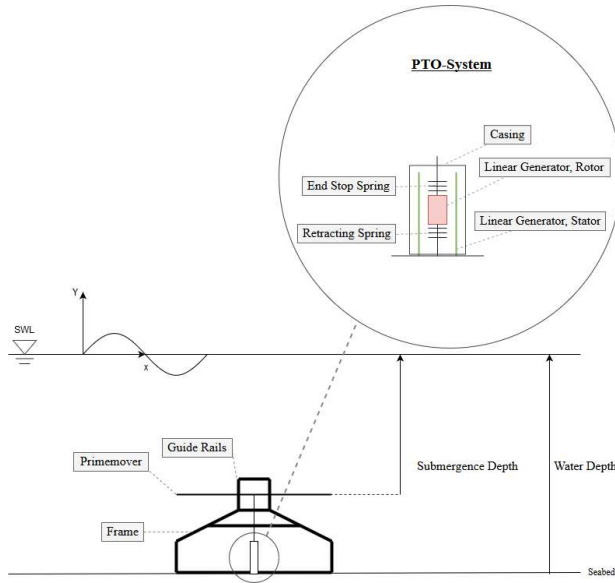 PTO-System
Casing
Linear Generator, Rotor
End Stop Spring
Linear Generator, Stator
Retracting Spring
Y
SWL
X
Guide Rails
Primemover
Submergence Depth
Water Depth
Frame
Seabed